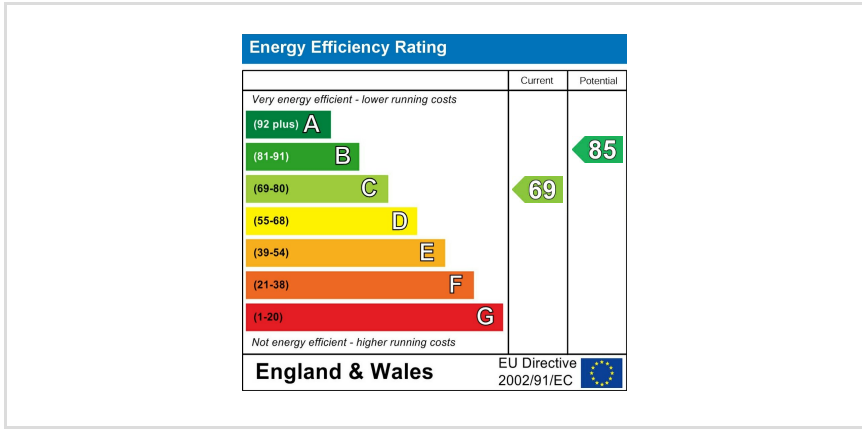 Energy Efficiency Rating
Current Potential
Very energy efficient - lower running costs
(92 plus) A
(81-91) B 85
(69-80) C 69
(55-68) D
(39-54) E
(21-38) F
(1-20) G
Not energy efficient - higher running costs
England & Wales
EU Directive
2002/91/EC